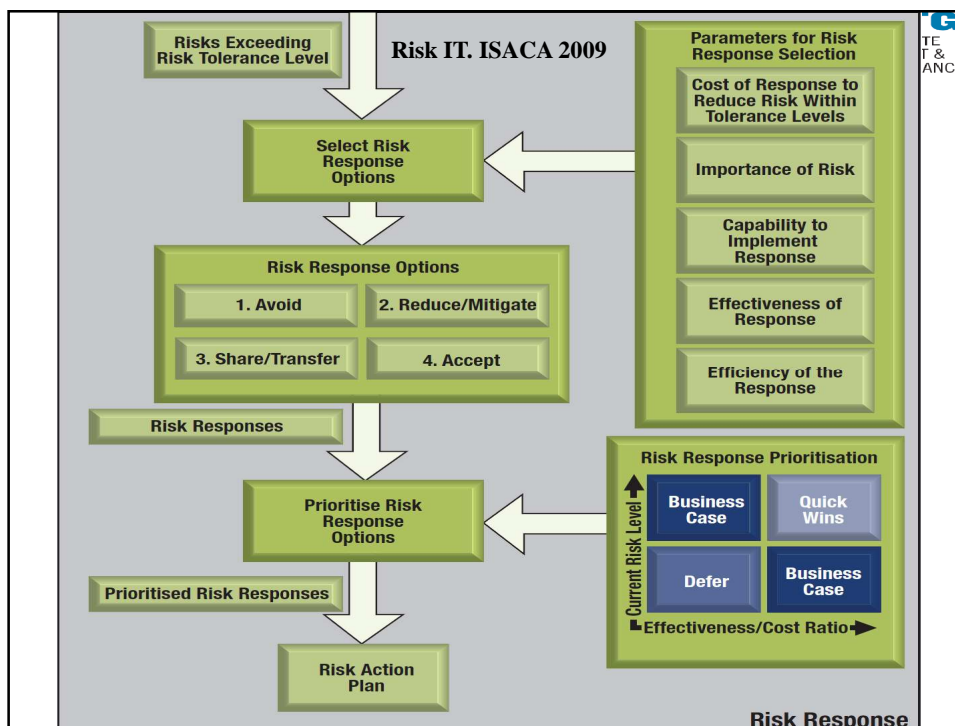 Risks Exceeding
Risk Tolerance Level
Risk IT. ISACA 2009
Select Risk
Response
Options
Risk Response Options
1. Avoid
2. Reduce/Mitigate
3. Share/Transfer
4. Accept
Risk Responses
Prioritise Risk
Response
Options
Prioritised Risk Responses
Risk Action
Plan
Parameters for Risk
Response Selection
Cost of Response to
Reduce Risk Within
Tolerance Levels
Importance of Risk
Capability to
Implement
Response
Effectiveness of
Response
Efficiency of the
Response
Risk Response Prioritisation
Current Risk Level
Business
Case
Quick
Wins
Defer
Business
Case
Effectiveness/Cost Ratio
Risk Response
G
TE
T &
ANC